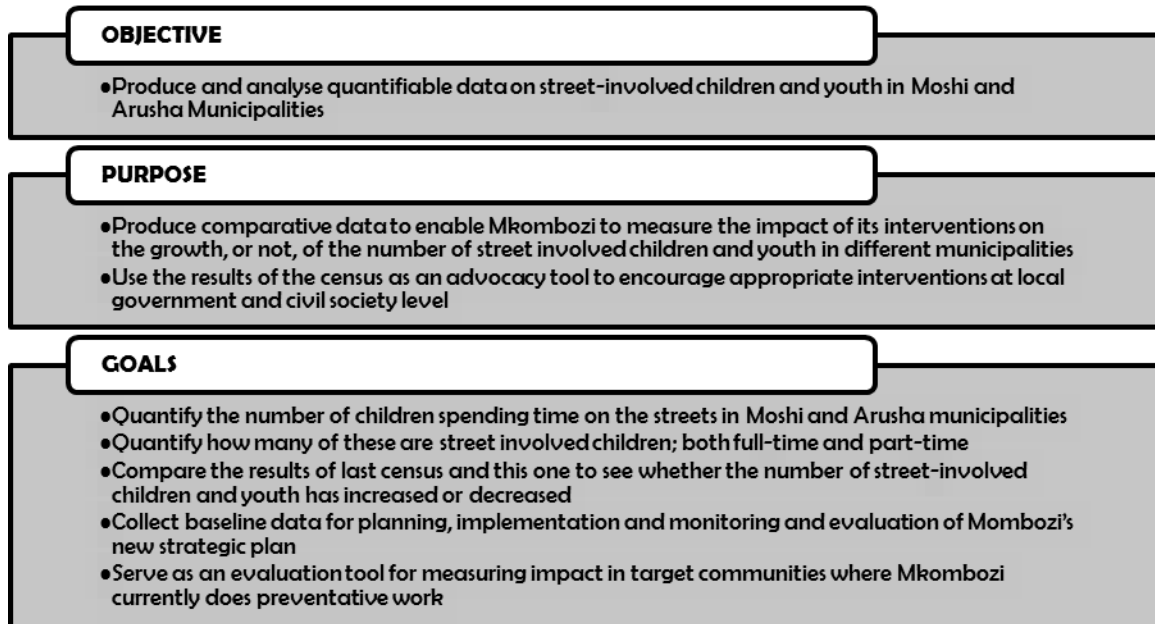 OBJECTIVE
•Produce and analyse quantifiable data on street-involved children and youth in Moshi and
Arusha Municipalities
PURPOSE
•Produce comparative data to enable Mkombozi to measure the impact of its interventions on
the growth, or not, of the number of street involved children and youth in different municipalities
•Use the results of the census as an advocacy tool to encourage appropriate interventions at local
government and civil society level
GOALS
•Quantify the number of children spending time on the streets in Moshi and Arusha municipalities
•Quantify how many of these are street involved children; both full-time and part-time
•Compare the results of last census and this one to see whether the number of street-involved
children and youth has increased or decreased
•Collect baseline data for planning, implementation and monitoring and evaluation of Mombozi's
new strategic plan
•Serve as an evaluation tool for measuring impact in target communities where Mkombozi
currently does preventative work